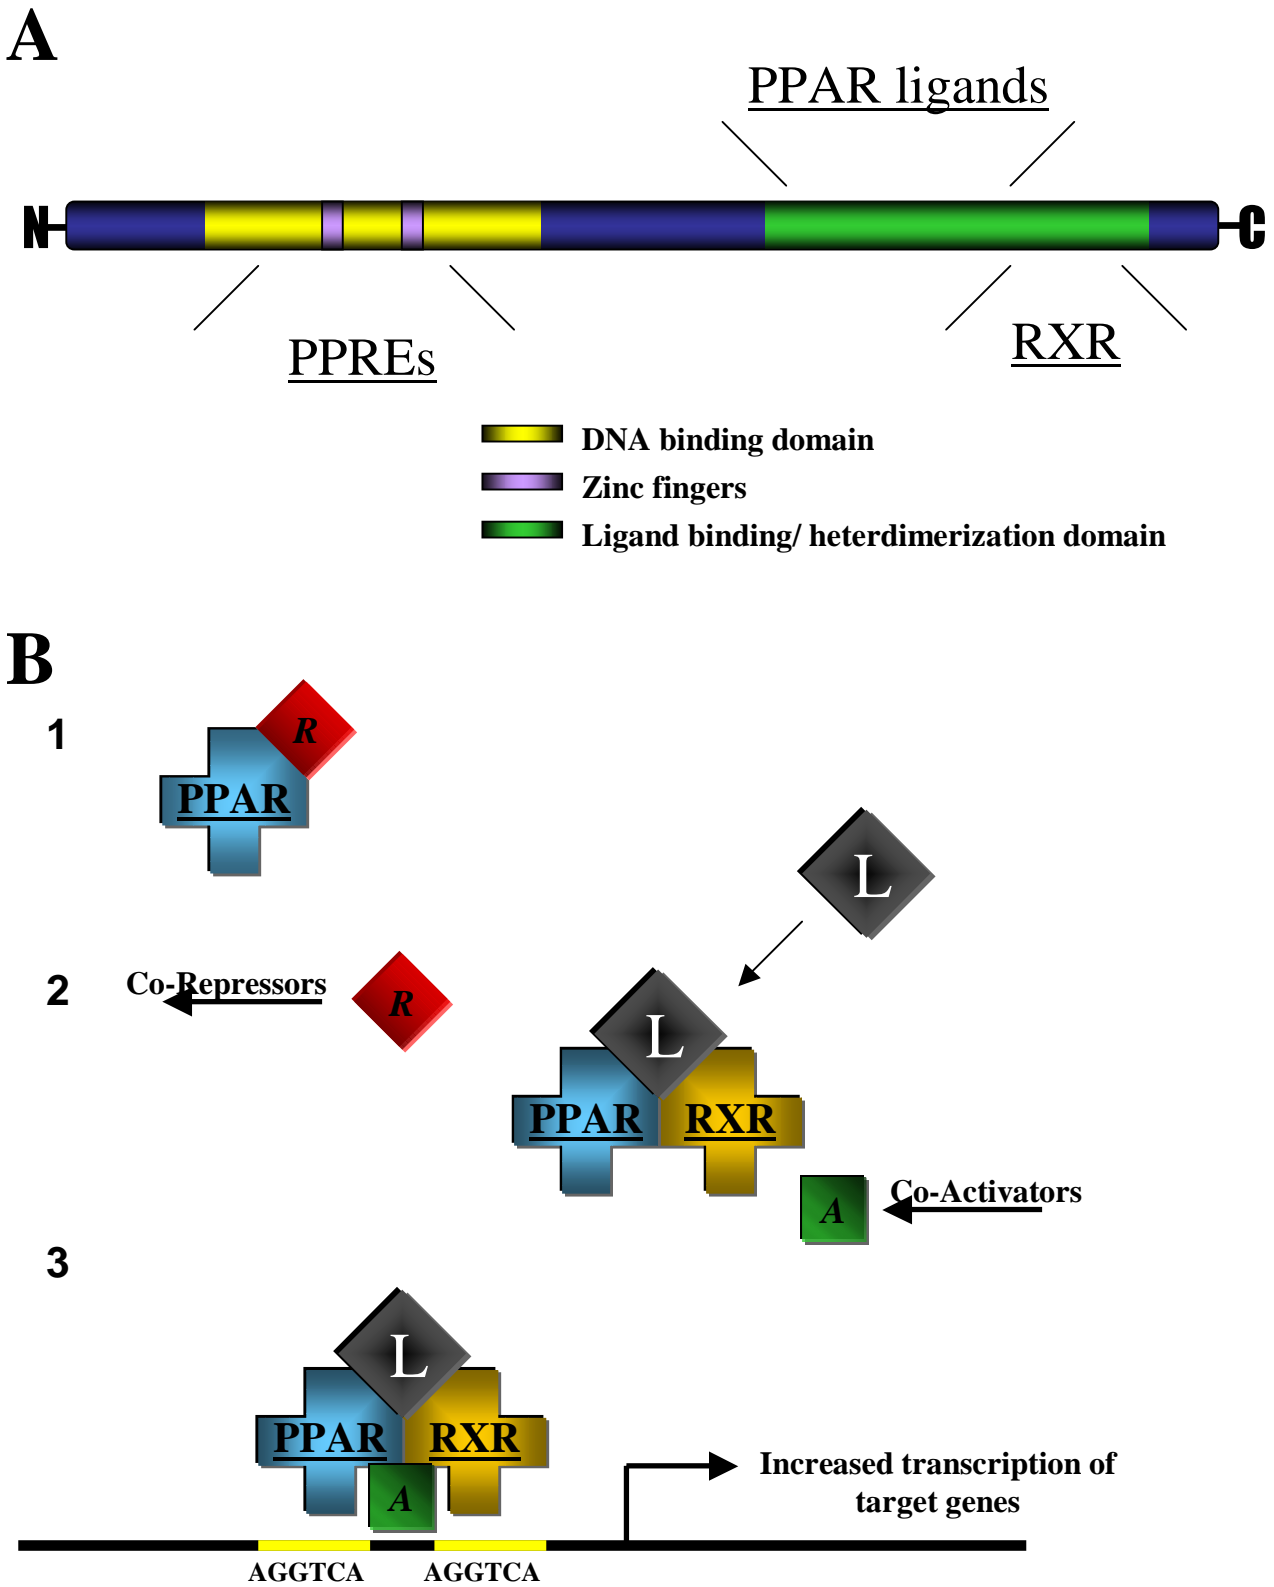 A
PPAR ligands
N
C
PPREs
RXR
DNA binding domain
Zinc fingers
Ligand binding/ heterdimerization domain
B
1
R
PPAR
L
2
Co-Repressors
R
L
PPAR
RXR
A
Co-Activators
3
L
PPAR
RXR
A
Increased transcription of
target genes
AGGTCA
AGGTCA